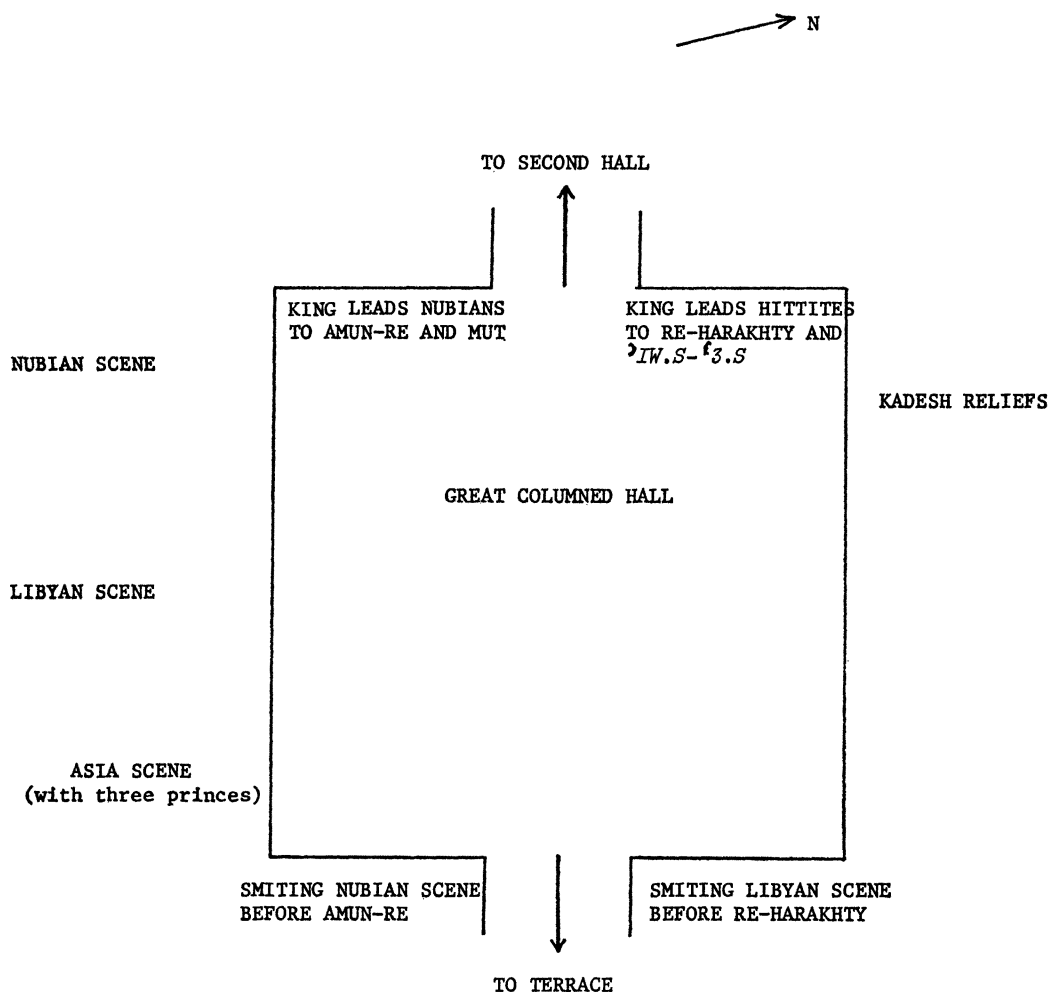 N
TO SECOND HALL
KING LEADS NUBIANS
TO AMUN-RE AND MUT
KING LEADS HITTITES
TO RE-HARAKHTY AND
ꜣIW.S-ꜥ3.S
NUBIAN SCENE
KADESH RELIEFS
GREAT COLUMNED HALL
LIBYAN SCENE
ASIA SCENE
(with three princes)
SMITING NUBIAN SCENE
BEFORE AMUN-RE
SMITING LIBYAN SCENE
BEFORE RE-HARAKHTY
TO TERRACE